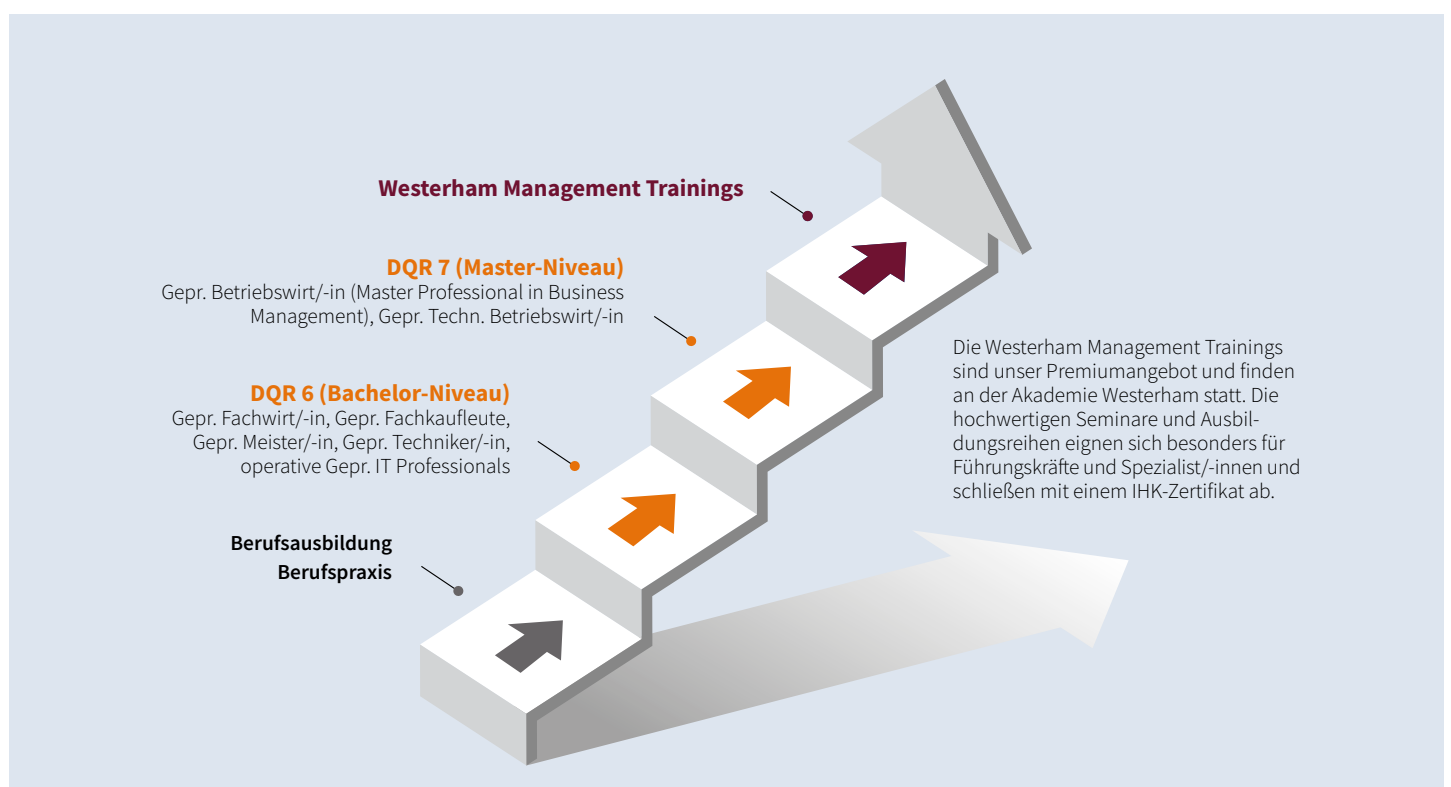 Westerham Management Trainings
DQR 7 (Master-Niveau)
Gepr. Betriebswirt/-in (Master Professional in Business
Management), Gepr. Techn. Betriebswirt/-in
DQR 6 (Bachelor-Niveau)
Gepr. Fachwirt/-in, Gepr. Fachkaufleute,
Gepr. Meister/-in, Gepr. Techniker/-in,
operative Gepr. IT Professionals
Berufsausbildung
Berufspraxis
Die Westerham Management Trainings
sind unser Premiumangebot und finden
an der Akademie Westerham statt. Die
hochwertigen Seminare und Ausbil-
dungsreihen eignen sich besonders für
Führungskräfte und Spezialist/-innen und
schließen mit einem IHK-Zertifikat ab.